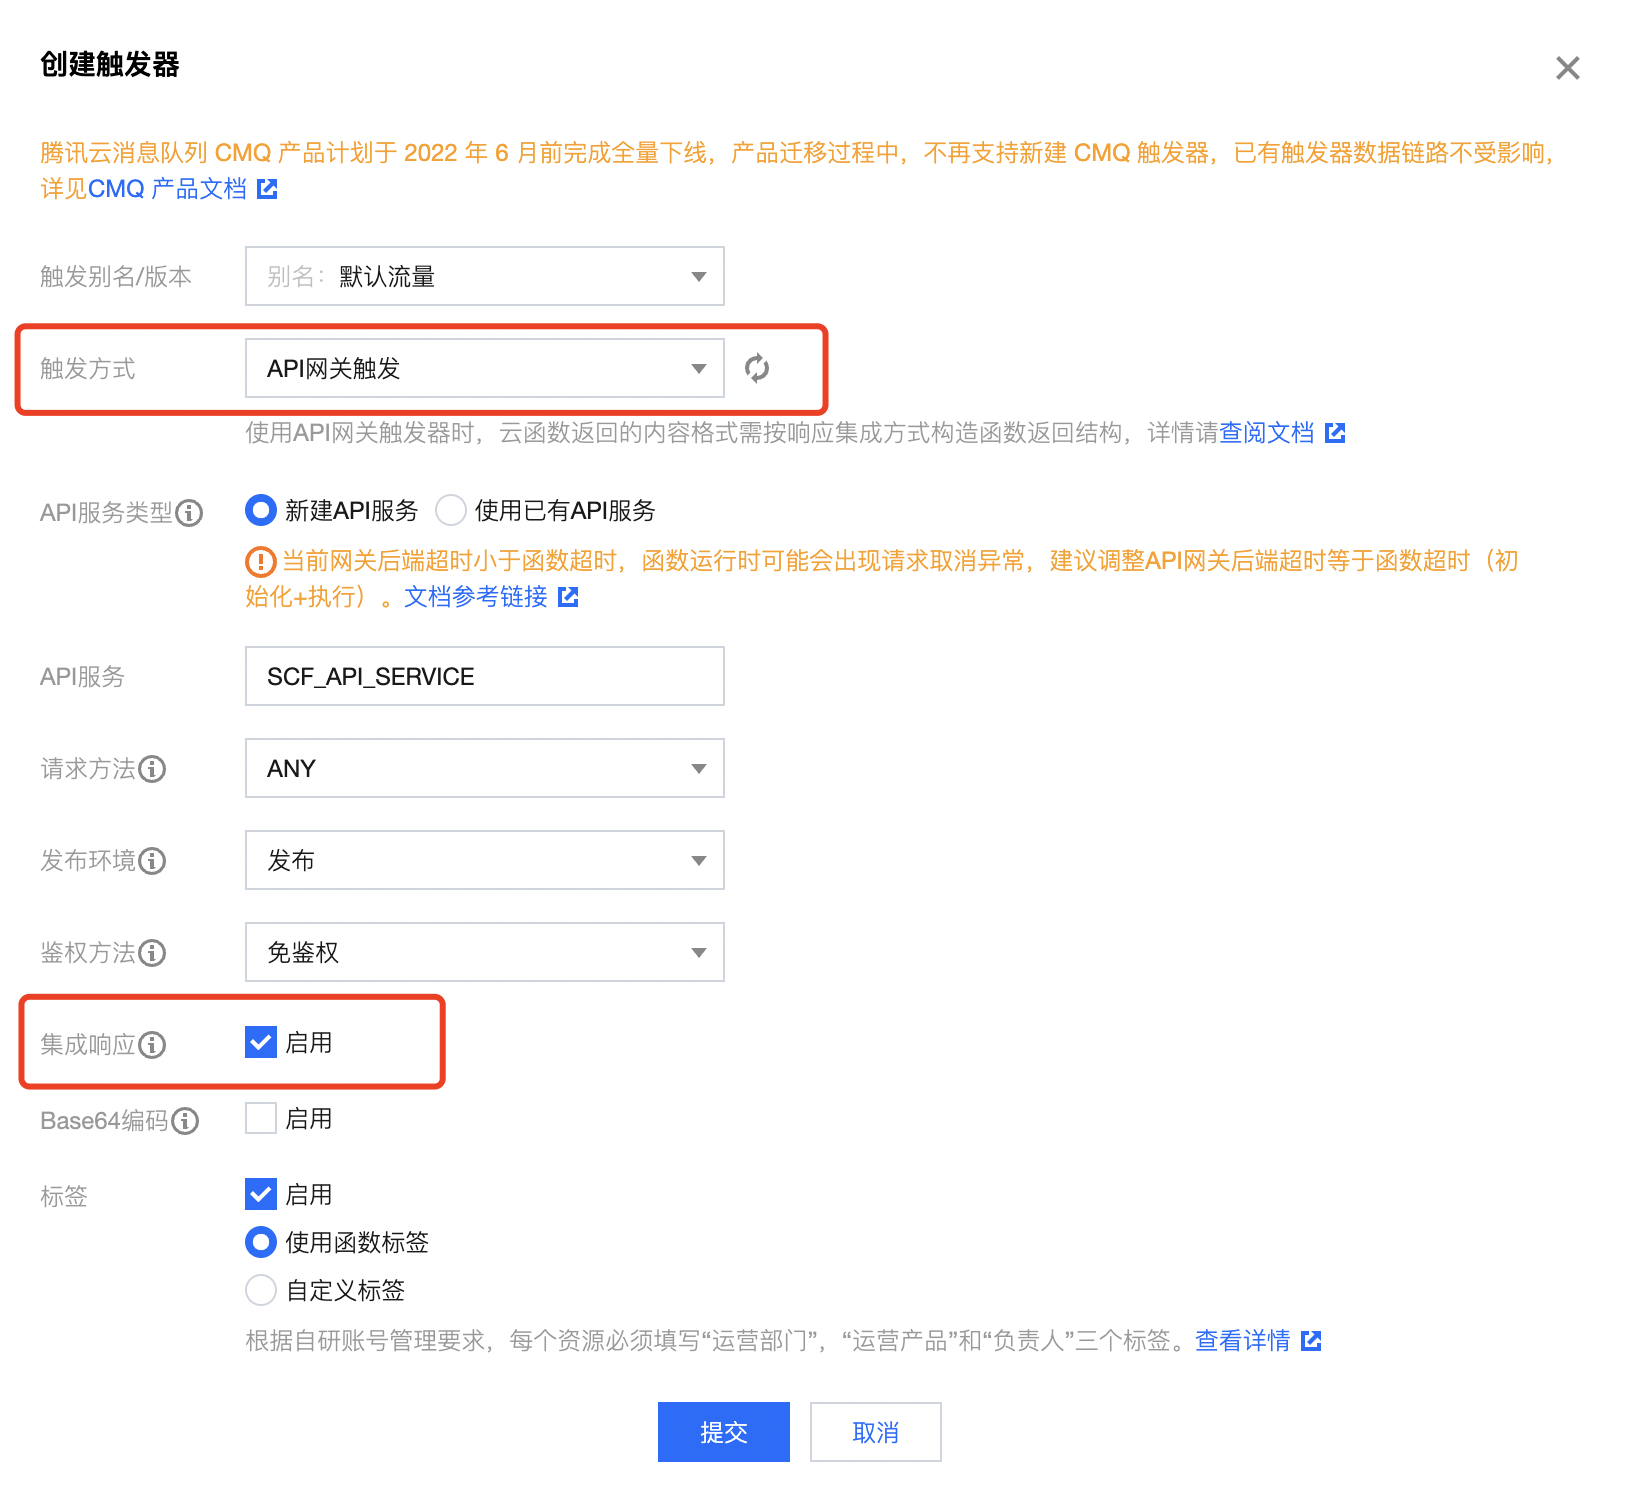 创建触发器
腾讯云消息队列 CMQ 产品计划于 2022 年 6 月前完成全量下线，产品迁移过程中，不再支持新建 CMQ 触发器，已有触发器数据链路不受影响，
详见CMQ 产品文档
触发别名/版本 别名： 默认流量
触发方式 API网关触发
使用API网关触发器时，云函数返回的内容格式需按响应集成方式构造函数返回结构，详情请查阅文档
API服务类型 新建API服务 使用已有API服务
当前网关后端超时小于函数超时，函数运行时可能会出现请求取消异常，建议调整API网关后端超时等于函数超时（初
始化+执行）。文档参考链接
API服务 SCF_API_SERVICE
请求方法 ANY
发布环境 发布
鉴权方法 免鉴权
集成响应 启用
Base64编码 启用
标签 启用
使用函数标签
自定义标签
根据自研账号管理要求，每个资源必须填写“运营部门”，“运营产品”和“负责人”三个标签。查看详情
提交 取消